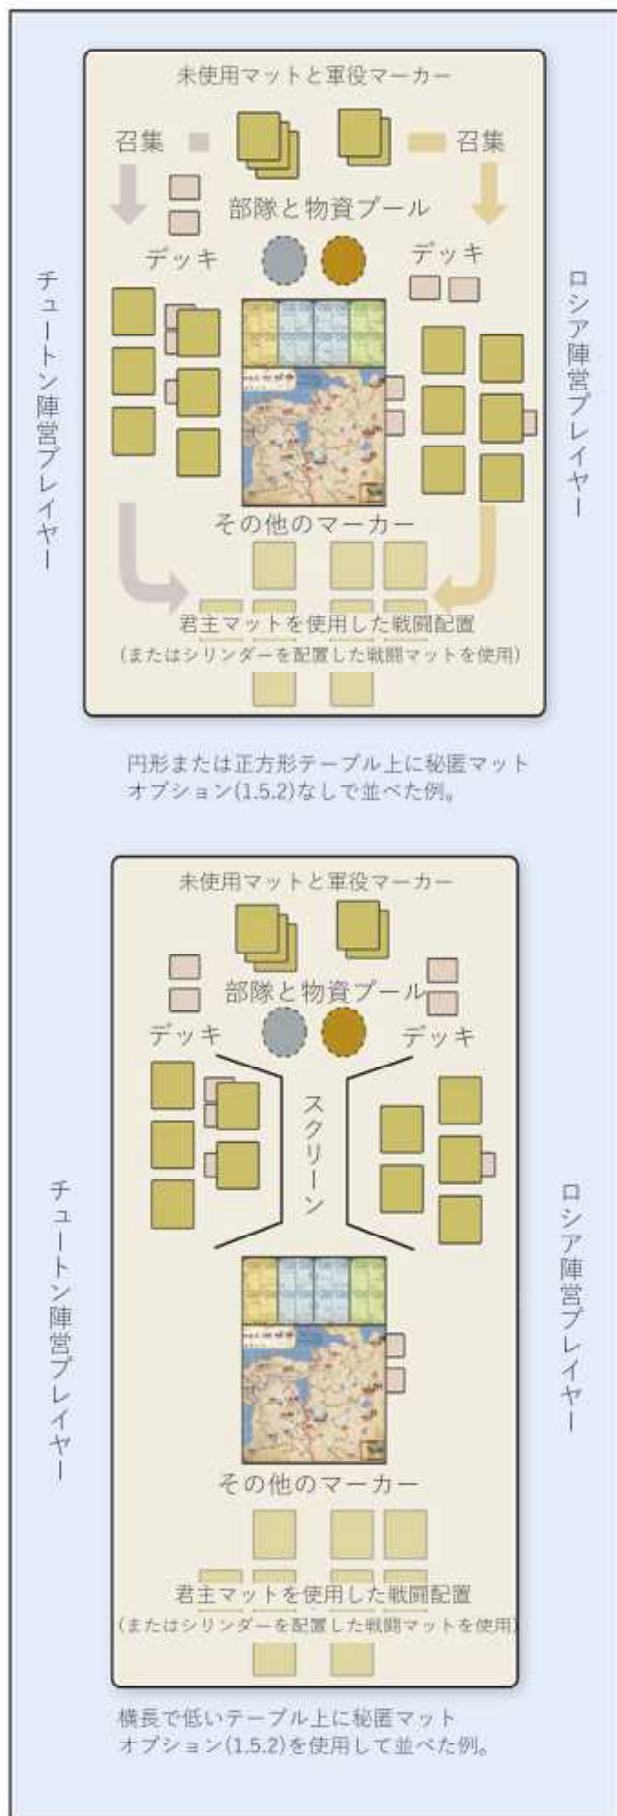 未使用マットと軍役マーカー
召集
召集
部隊と物資プール
デッキ
デッキ
チュートン陣営プレイヤー
ロシア陣営プレイヤー
その他のマーカー
君主マットを使用した戦闘配置
(またはシリンダーを配置した戦闘マットを使用)
円形または正方形テーブル上に秘匿マット
オプション(1.5.2)なしで並べた例。
未使用マットと軍役マーカー
部隊と物資プール
デッキ
デッキ
スクリーン
チュートン陣営プレイヤー
ロシア陣営プレイヤー
その他のマーカー
君主マットを使用した戦闘配置
(またはシリンダーを配置した戦闘マットを使用)
横長で低いテーブル上に秘匿マット
オプション(1.5.2)を使用して並べた例。